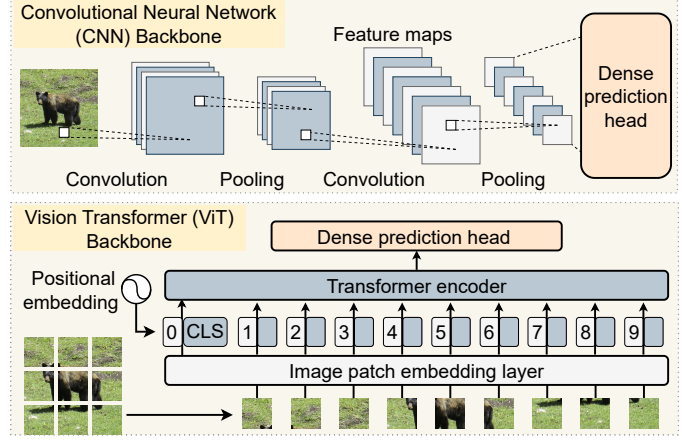 Convolutional Neural Network
(CNN) Backbone
Feature maps
Dense
prediction
head
Convolution
Pooling
Convolution
Pooling
Vision Transformer (ViT)
Backbone
Dense prediction head
Positional
embedding
Transformer encoder
0 CLS 1 2 3 4 5 6 7 8 9
Image patch embedding layer